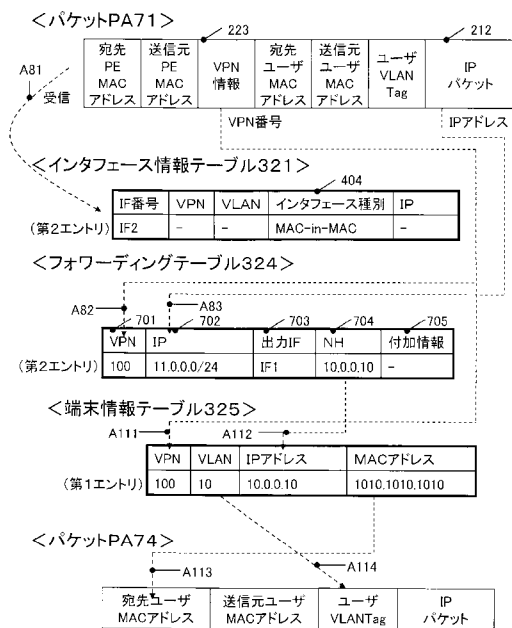 ＜パケットPA71＞
223
212
A81
受信
宛先
PE
MAC
アドレス
送信元
PE
MAC
アドレス
VPN
情報
宛先
ユーザ
MAC
アドレス
送信元
ユーザ
MAC
アドレス
ユーザ
VLAN
Tag
IP
パケット
VPN番号
IPアドレス
＜インタフェース情報テーブル321＞
404
IF番号 VPN VLAN インタフェース種別 IP
(第2エントリ) IF2 - - MAC-in-MAC -
＜フォワーディングテーブル324＞
A82
A83
701 702 703 704 705
VPN IP 出力IF NH 付加情報
(第2エントリ) 100 11.0.0.0/24 IF1 10.0.0.10 -
＜端末情報テーブル325＞
A111
A112
VPN VLAN IPアドレス MACアドレス
(第1エントリ) 100 10 10.0.0.10 1010.1010.1010
＜パケットPA74＞
A113
A114
宛先ユーザ
MACアドレス
送信元ユーザ
MACアドレス
ユーザ
VLANTag
IP
パケット